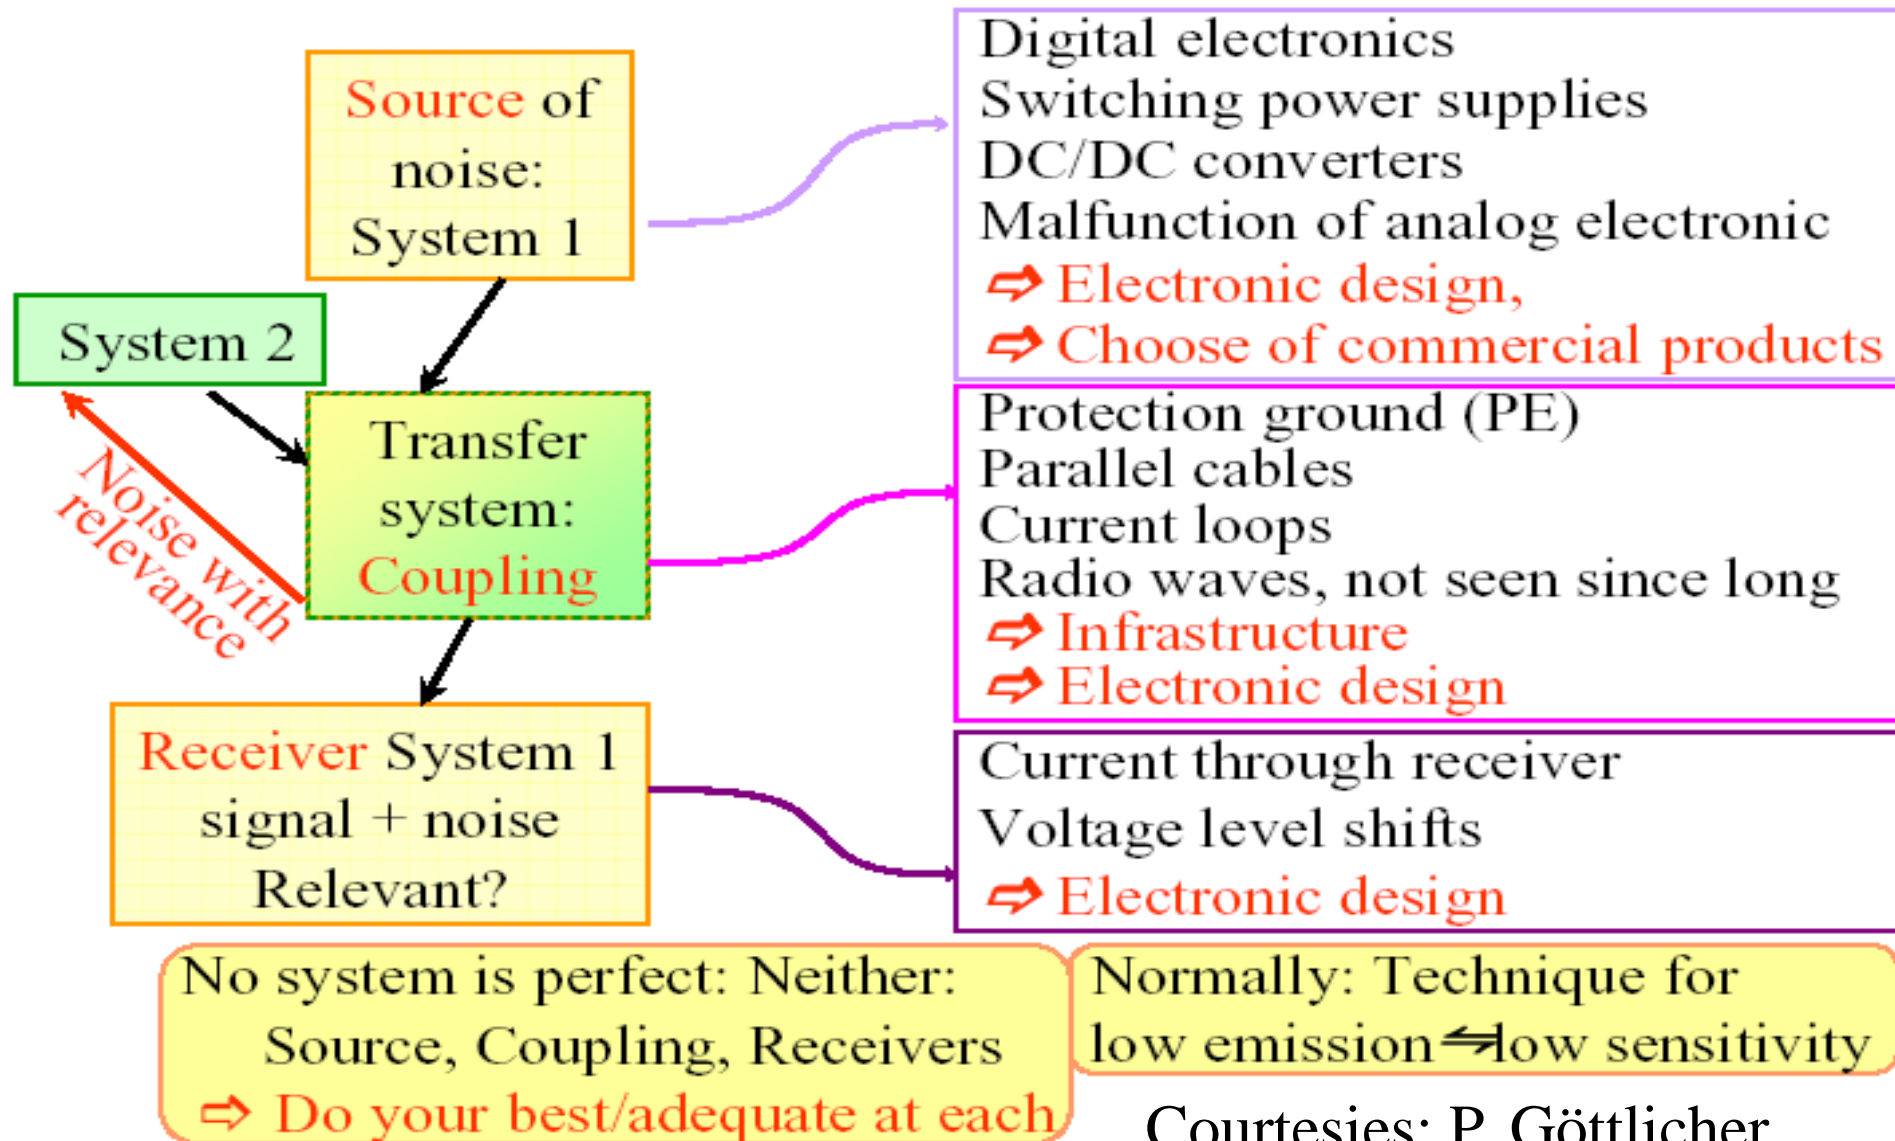 Source of
noise:
System 1
System 2
Transfer
system:
Coupling
Noise with
relevance
Receiver System 1
signal + noise
Relevant?
Digital electronics
Switching power supplies
DC/DC converters
Malfunction of analog electronic
⇨ Electronic design,
⇨ Choose of commercial products
Protection ground (PE)
Parallel cables
Current loops
Radio waves, not seen since long
⇨ Infrastructure
⇨ Electronic design
Current through receiver
Voltage level shifts
⇨ Electronic design
No system is perfect: Neither:
Source, Coupling, Receivers
⇨ Do your best/adequate at each
Normally: Technique for
low emission⇋low sensitivity
Courtesies: P. Göttlicher